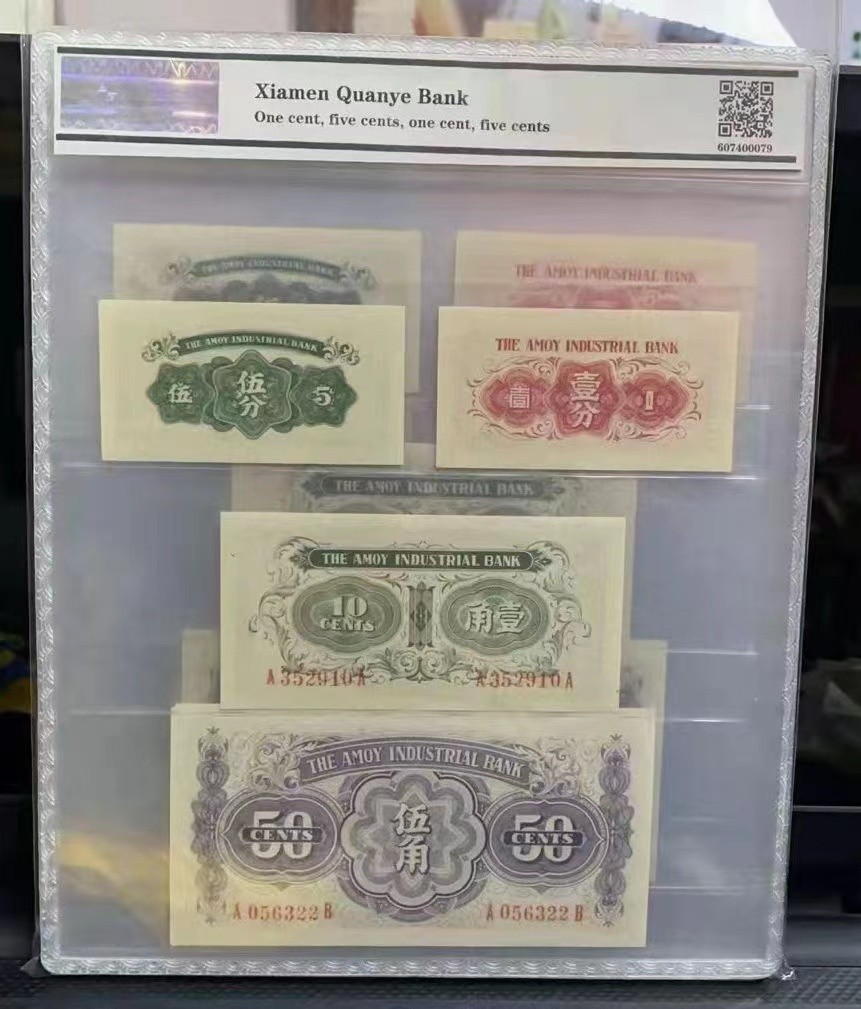 Xiamen Quanye Bank
One cent, five cents, one cent, five cents
607400079
THE AMOY INDUSTRIAL BANK
THE AMOY INDUSTRIAL BANK
THE AMOY INDUSTRIAL BANK
伍 伍分 5
THE AMOY INDUSTRIAL BANK
壹 壹分 1
THE AMOY INDUSTRIAL BANK
THE AMOY INDUSTRIAL BANK
10 CENTS 角壹
A352910A A352910A
THE AMOY INDUSTRIAL BANK
50 CENTS 伍角 50 CENTS
A056322B A056322B